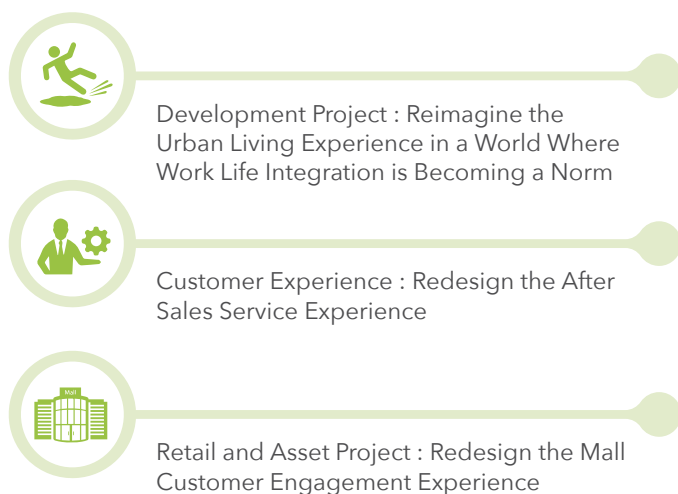 Development Project : Reimagine the
Urban Living Experience in a World Where
Work Life Integration is Becoming a Norm
Customer Experience : Redesign the After
Sales Service Experience
Mall
Retail and Asset Project : Redesign the Mall
Customer Engagement Experience